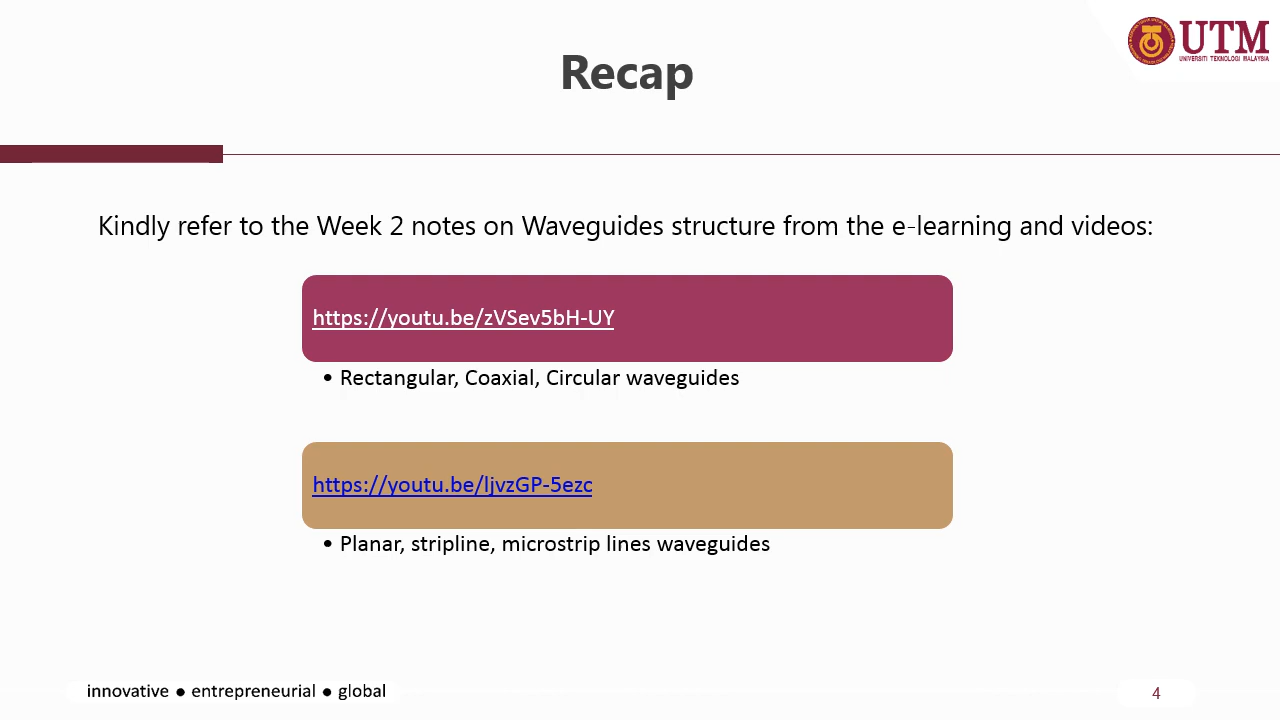 UTM
UNIVERSITI TEKNOLOGI MALAYSIA
Recap
Kindly refer to the Week 2 notes on Waveguides structure from the e-learning and videos:
https://youtu.be/zVSev5bH-UY
• Rectangular, Coaxial, Circular waveguides
https://youtu.be/ljvzGP-5ezc
• Planar, stripline, microstrip lines waveguides
innovative ● entrepreneurial ● global
4